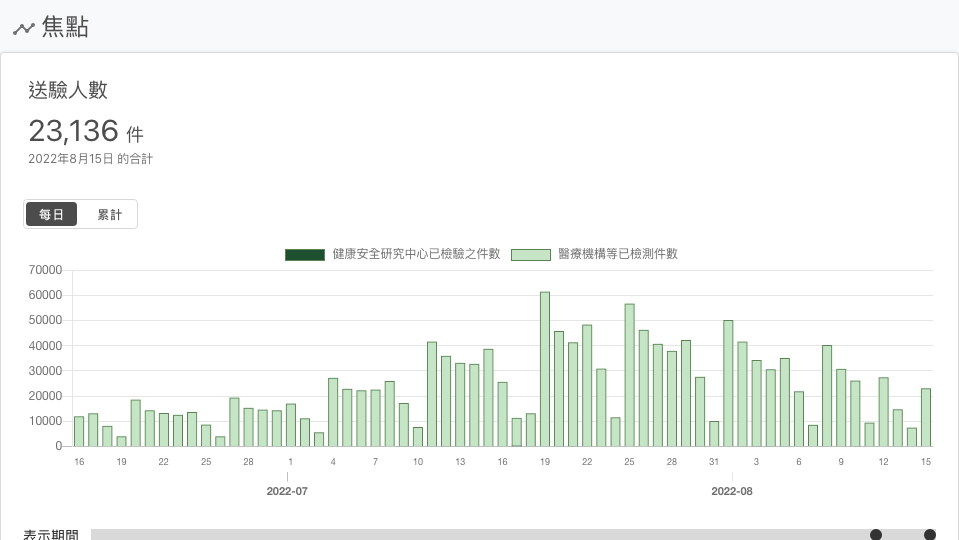 焦點
送驗人數
23,136 件
2022年8月15日 的合計
每日 累計
健康安全研究中心已檢驗之件數 醫療機構等已檢測件數
70000
60000
50000
40000
30000
20000
10000
0
16 19 22 25 28 1 4 7 10 13 16 19 22 25 28 31 3 6 9 12 15
2022-07 2022-08
表示期間